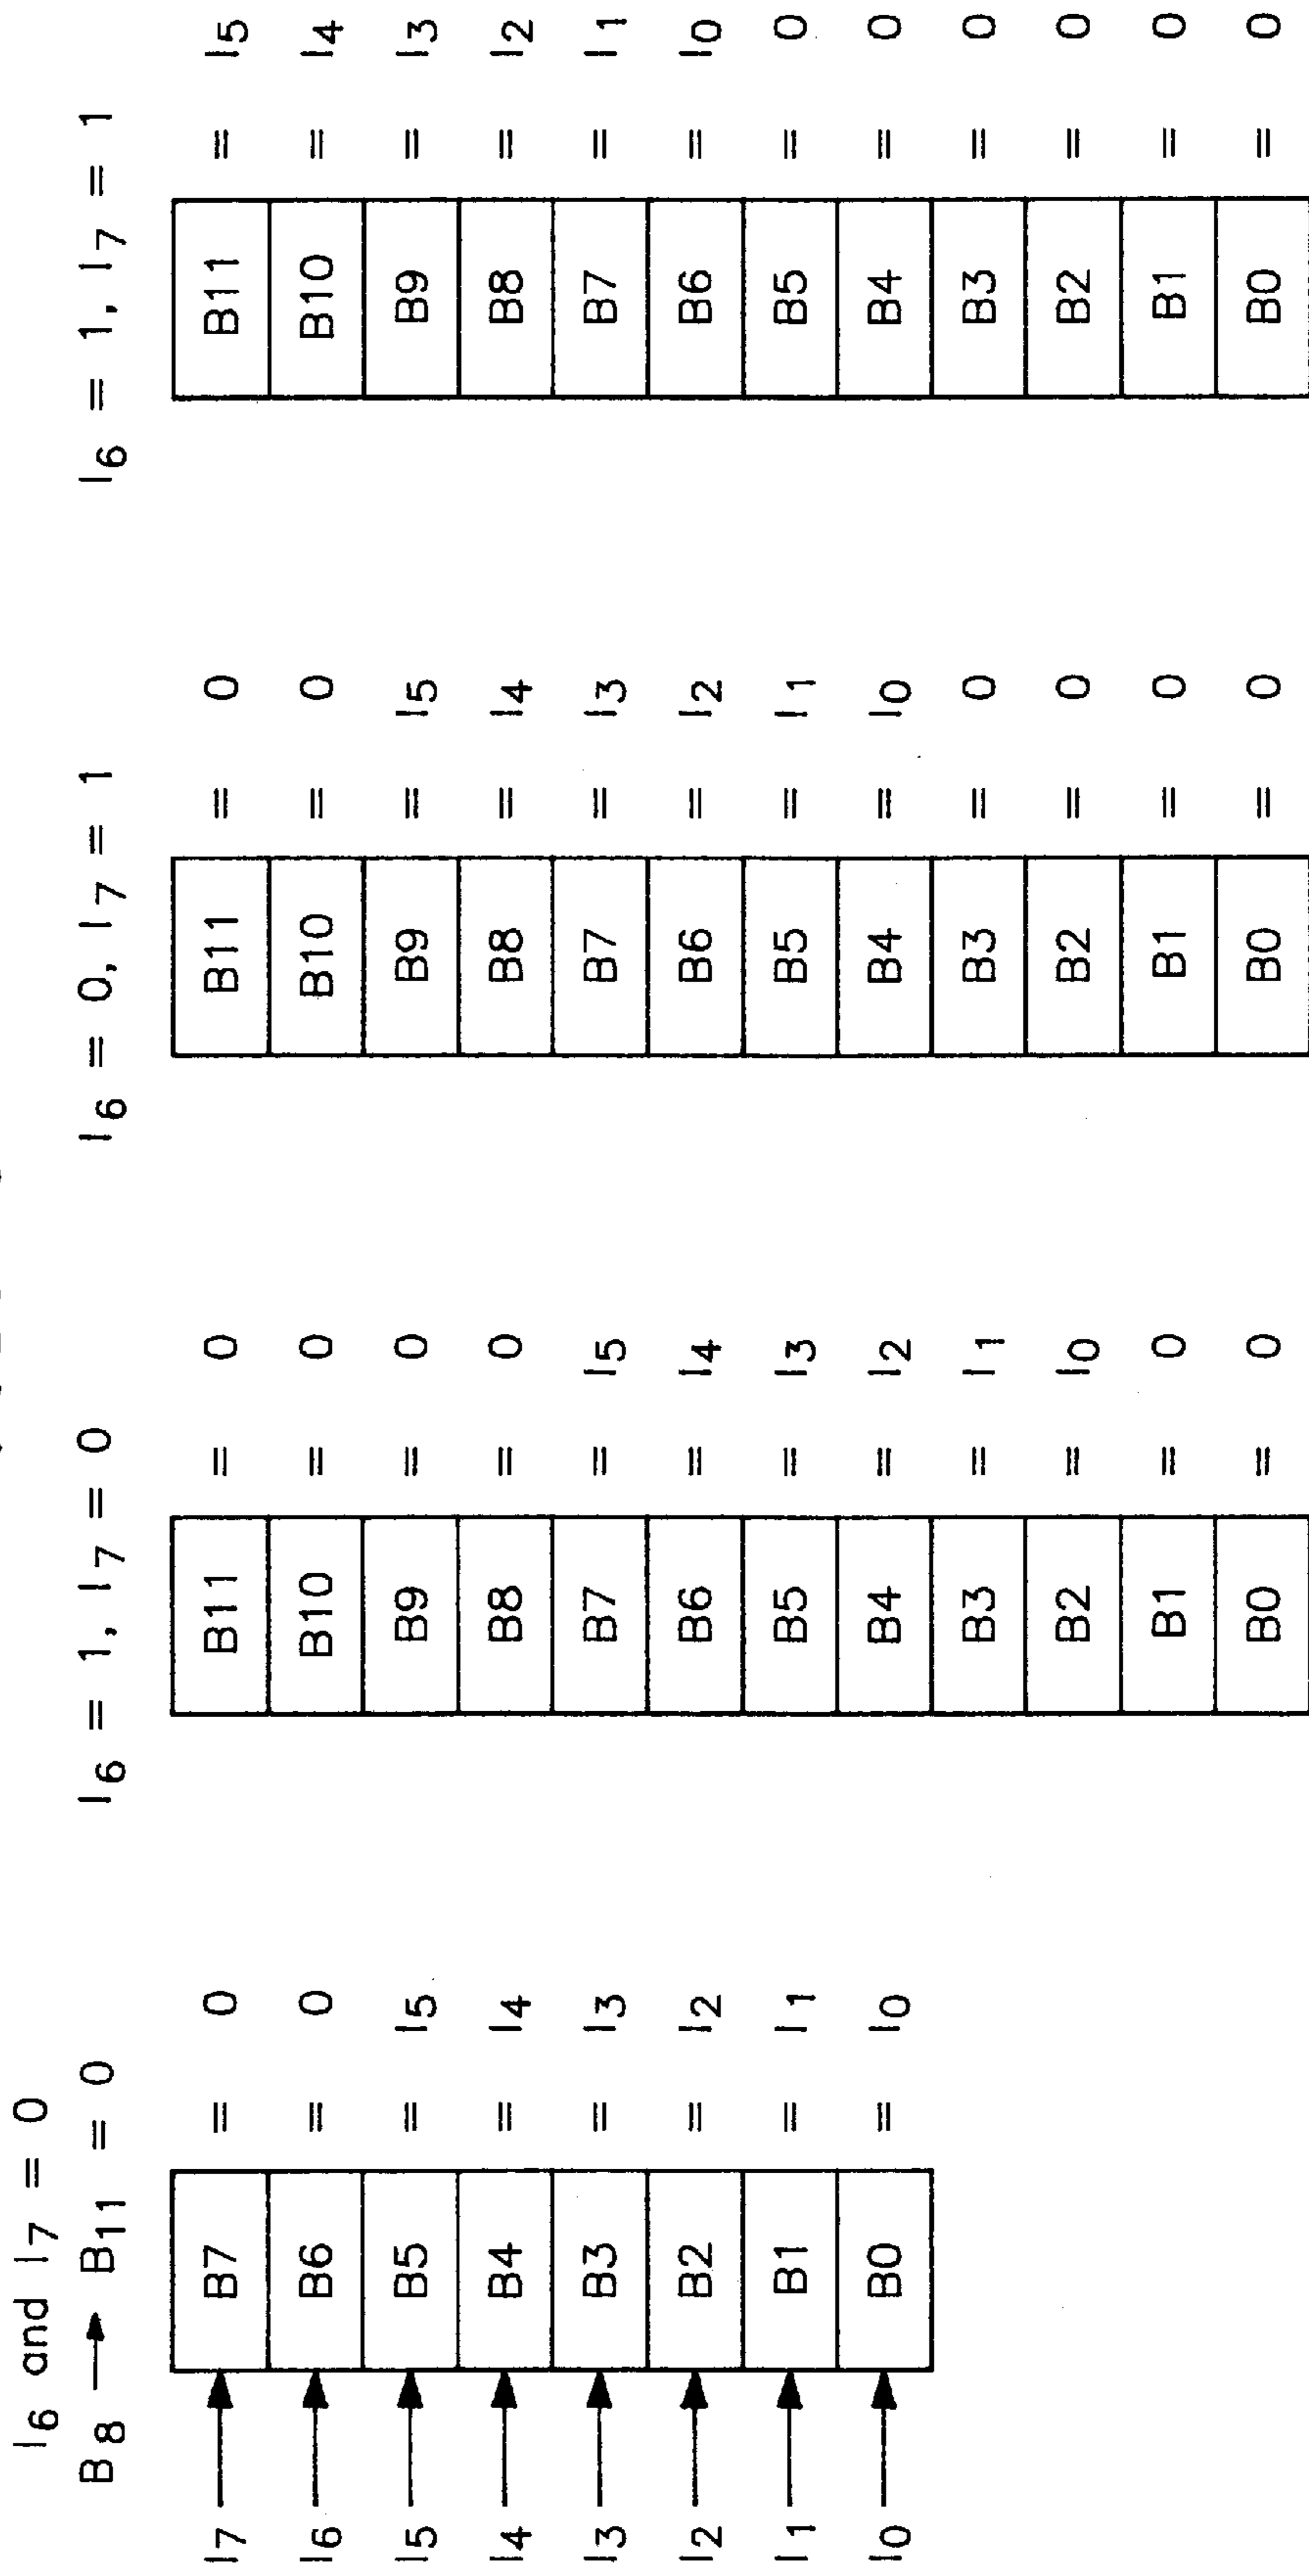 I6 and I7 = 0
B8 → B11 = 0
I7 → B7 = 0
I6 → B6 = 0
I5 → B5 = I5
I4 → B4 = I4
I3 → B3 = I3
I2 → B2 = I2
I1 → B1 = I1
I0 → B0 = I0
I6 = 1, I7 = 0
B11 = 0
B10 = 0
B9 = 0
B8 = 0
B7 = I5
B6 = I4
B5 = I3
B4 = I2
B3 = I1
B2 = I0
B1 = 0
B0 = 0
I6 = 0, I7 = 1
B11 = 0
B10 = 0
B9 = I5
B8 = I4
B7 = I3
B6 = I2
B5 = I1
B4 = I0
B3 = 0
B2 = 0
B1 = 0
B0 = 0
I6 = 1, I7 = 1
B11 = I5
B10 = I4
B9 = I3
B8 = I2
B7 = I1
B6 = I0
B5 = 0
B4 = 0
B3 = 0
B2 = 0
B1 = 0
B0 = 0